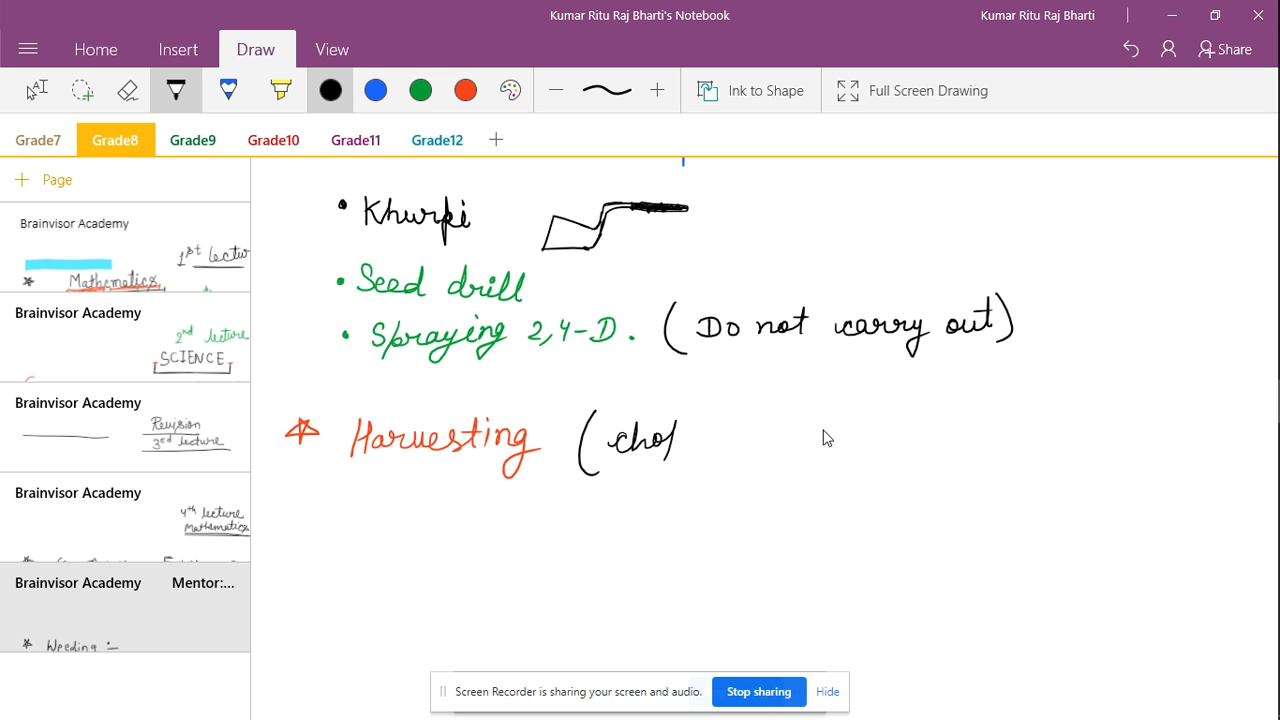 Kumar Ritu Raj Bharti's Notebook
Kumar Ritu Raj Bharti
Home Insert Draw View
Share
Ink to Shape
Full Screen Drawing
Grade7 Grade8 Grade9 Grade10 Grade11 Grade12
Page
Brainvisor Academy
1st lectur
Mathematics
Brainvisor Academy
2nd lecture
SCIENCE
Brainvisor Academy
Revision
3rd lecture
Brainvisor Academy
4th lecture
Mathematics
Brainvisor Academy Mentor:...
* Weeding :-
• Khurpi
• Seed drill
• Spraying 2,4-D. (Do not carry out)
☆ Harvesting (
Screen Recorder is sharing your screen and audio. Stop sharing Hide